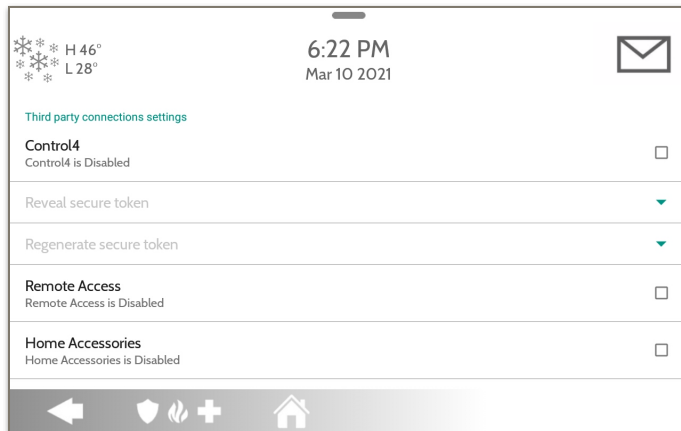 H 46°
L 28°
6:22 PM
Mar 10 2021
Third party connections settings
Control4
Control4 is Disabled
Reveal secure token
Regenerate secure token
Remote Access
Remote Access is Disabled
Home Accessories
Home Accessories is Disabled